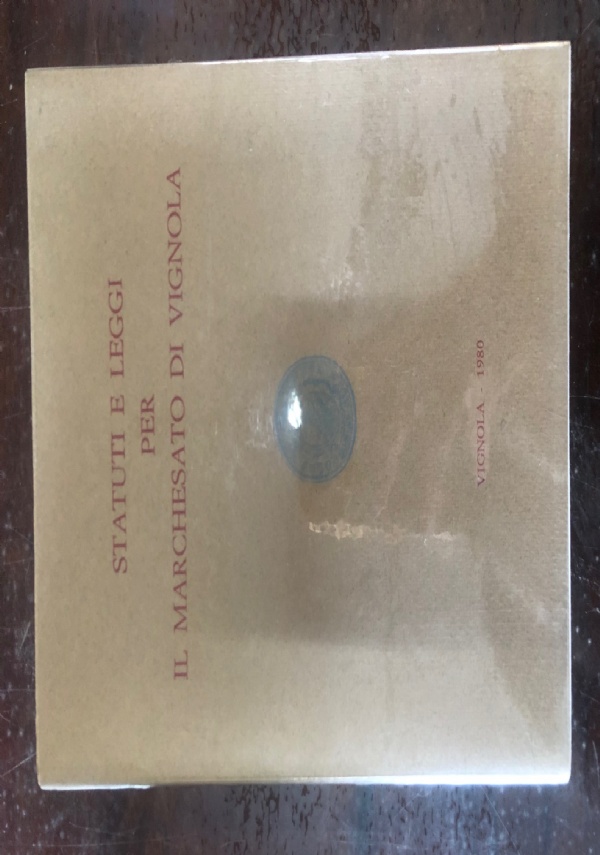 STATUTI E LEGGI
PER
IL MARCHESATO DI VIGNOLA
VIGNOLA - 1980